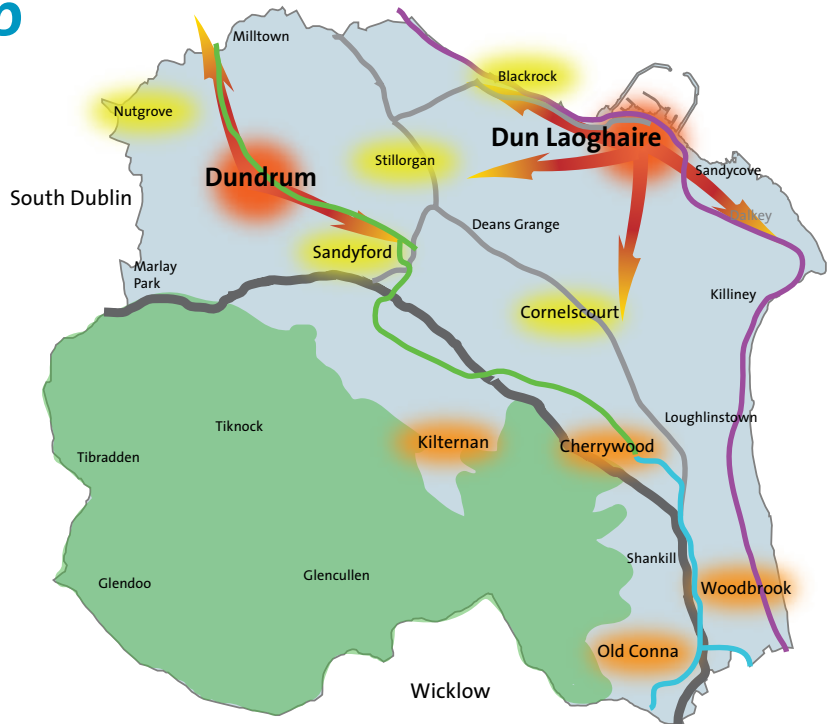 b
Milltown
Blackrock
Nutgrove
Dun Laoghaire
Stillorgan
Sandycove
Dundrum
South Dublin
Dalkey
Deans Grange
Sandyford
Marlay
Park
Killiney
Cornelscourt
Loughlinstown
Tiknock
Kilternan
Cherrywood
Tibradden
Shankill
Glencullen
Glendoo
Woodbrook
Old Conna
Wicklow